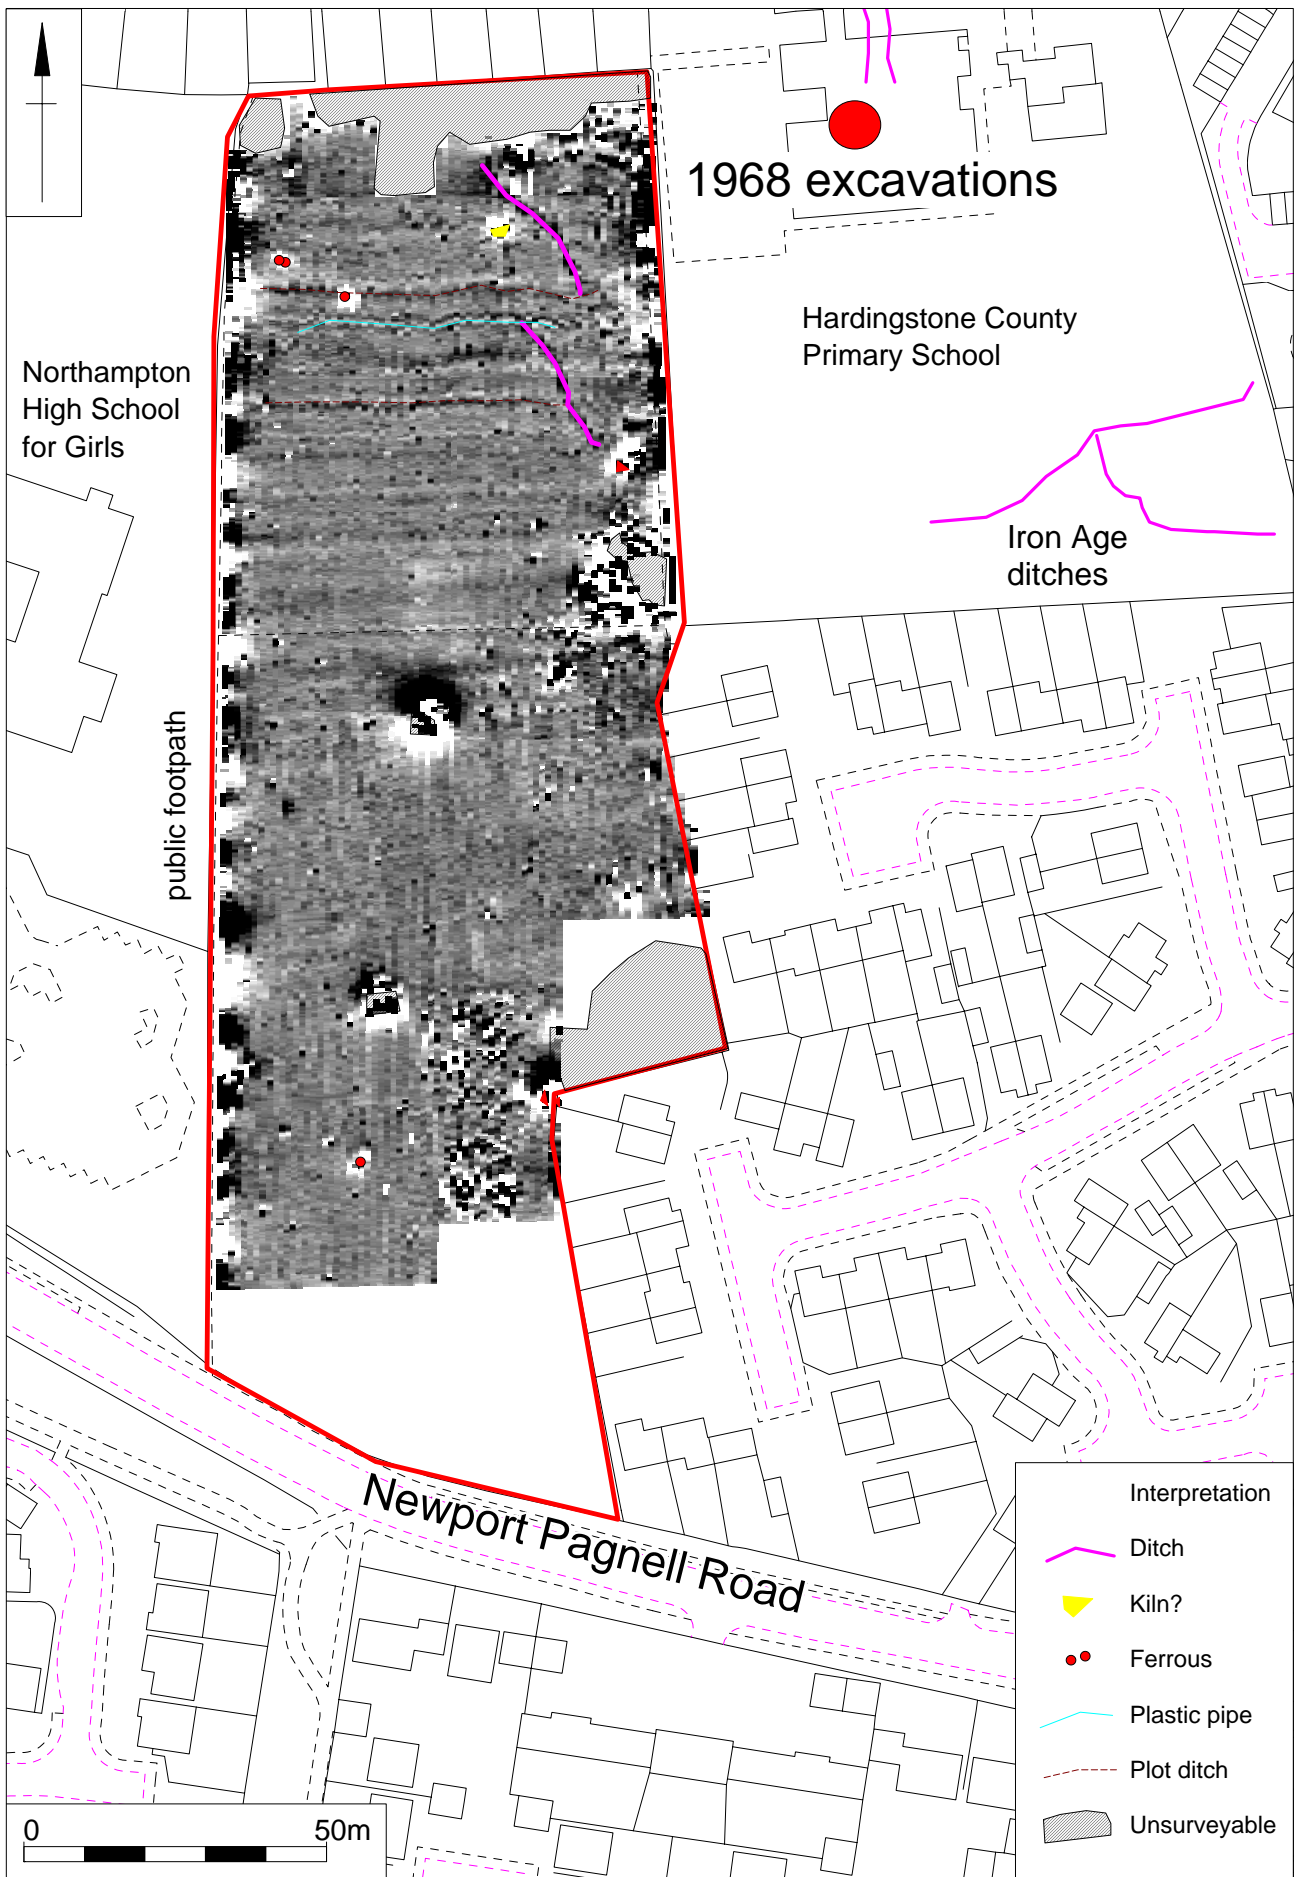 1968 excavations
Hardingstone County
Primary School
Northampton
High School
for Girls
Iron Age
ditches
public footpath
Newport Pagnell Road
Interpretation
Ditch
Kiln?
Ferrous
Plastic pipe
Plot ditch
Unsurveyable
0 50m